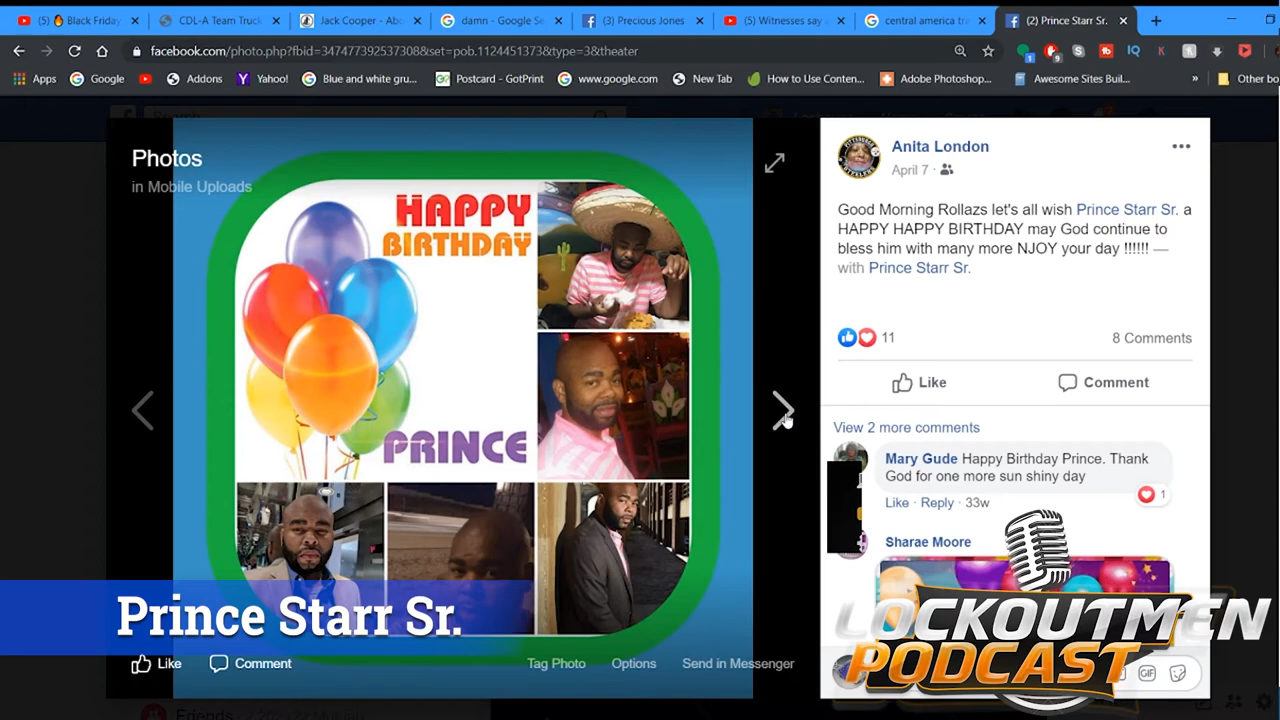 (5) 🔥 Black Friday
CDL-A Team Truck
Jack Cooper - Abo
damn - Google Se
(3) Precious Jones
(5) Witnesses say a
central america tra
(2) Prince Starr Sr.
facebook.com/photo.php?fbid=347477392537308&set=pob.1124451373&type=3&theater
Apps
Google
Addons
Yahoo!
Blue and white gru...
Postcard - GotPrint
www.google.com
New Tab
How to Use Conten...
Adobe Photoshop...
Awesome Sites Buil...
»
Other bo
Photos
in Mobile Uploads
HAPPY
BIRTHDAY
PRINCE
Anita London
April 7 ·
Good Morning Rollazs let's all wish Prince Starr Sr. a
HAPPY HAPPY BIRTHDAY may God continue to
bless him with many more NJOY your day !!!!!! —
with Prince Starr Sr.
11
8 Comments
Like
Comment
View 2 more comments
Mary Gude Happy Birthday Prince. Thank
God for one more sun shiny day
1
Like · Reply · 33w
Sharae Moore
Prince Starr Sr.
LOCKOUTMEN
PODCAST
Like
Comment
Tag Photo
Options
Send in Messenger
GIF
Friends